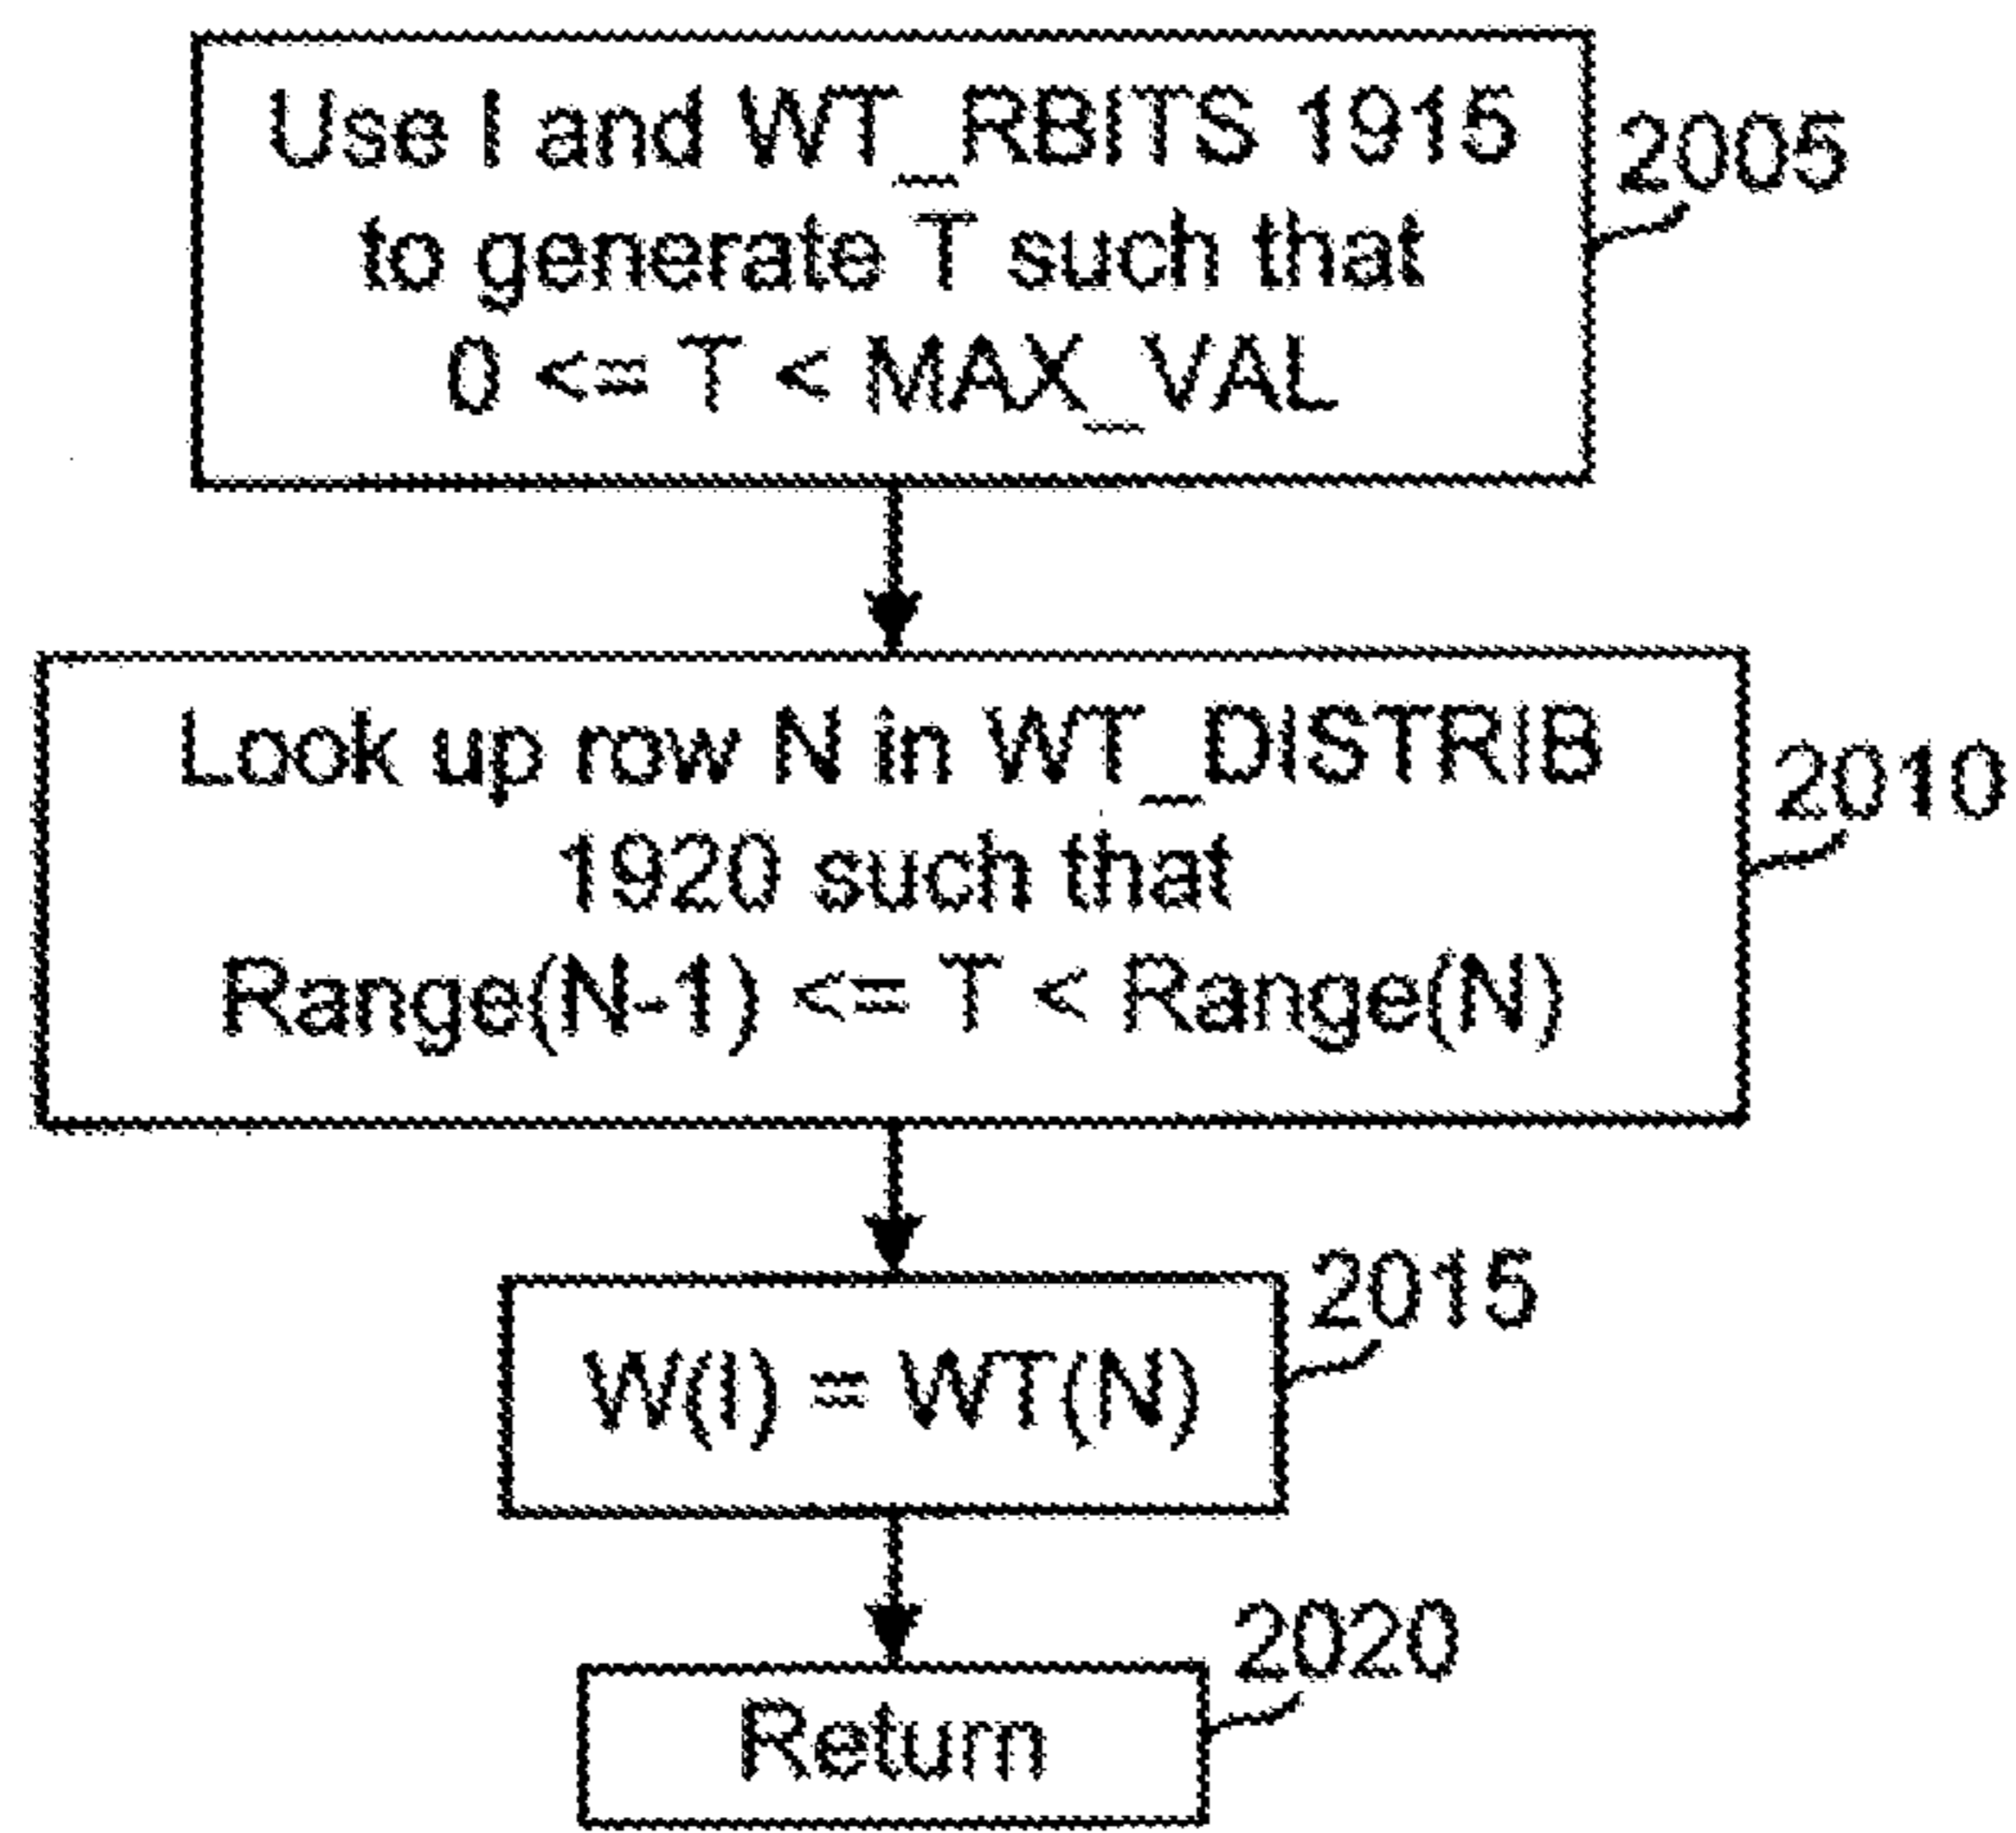 Use I and WT_RBITS 1915
to generate T such that
0 <= T < MAX_VAL
2005
Look up row N in WT_DISTRIB
1920 such that
Range(N-1) <= T < Range(N)
2010
W(I) = WT(N)
2015
Return
2020